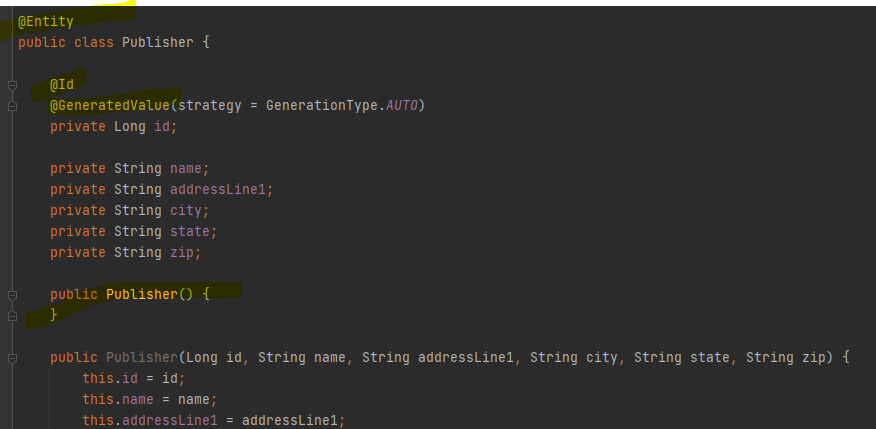 @Entity
public class Publisher {
@Id
@GeneratedValue(strategy = GenerationType.AUTO)
private Long id;
private String name;
private String addressLine1;
private String city;
private String state;
private String zip;
public Publisher() {
}
public Publisher(Long id, String name, String addressLine1, String city, String state, String zip) {
this.id = id;
this.name = name;
this.addressLine1 = addressLine1;